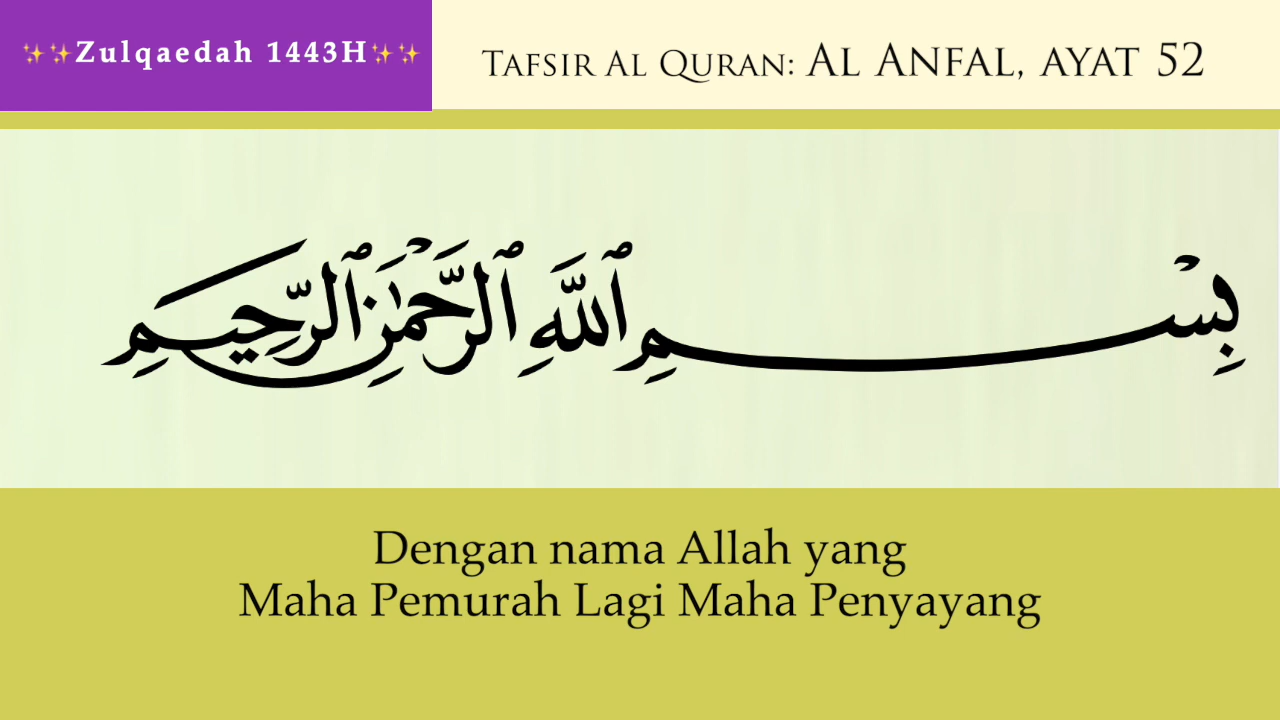 ✨✨Zulqaedah 1443H✨✨
Tafsir Al Quran: Al Anfal, ayat 52
بِسْمِ ٱللَّهِ ٱلرَّحْمَٰنِ ٱلرَّحِيمِ
Dengan nama Allah yang
Maha Pemurah Lagi Maha Penyayang